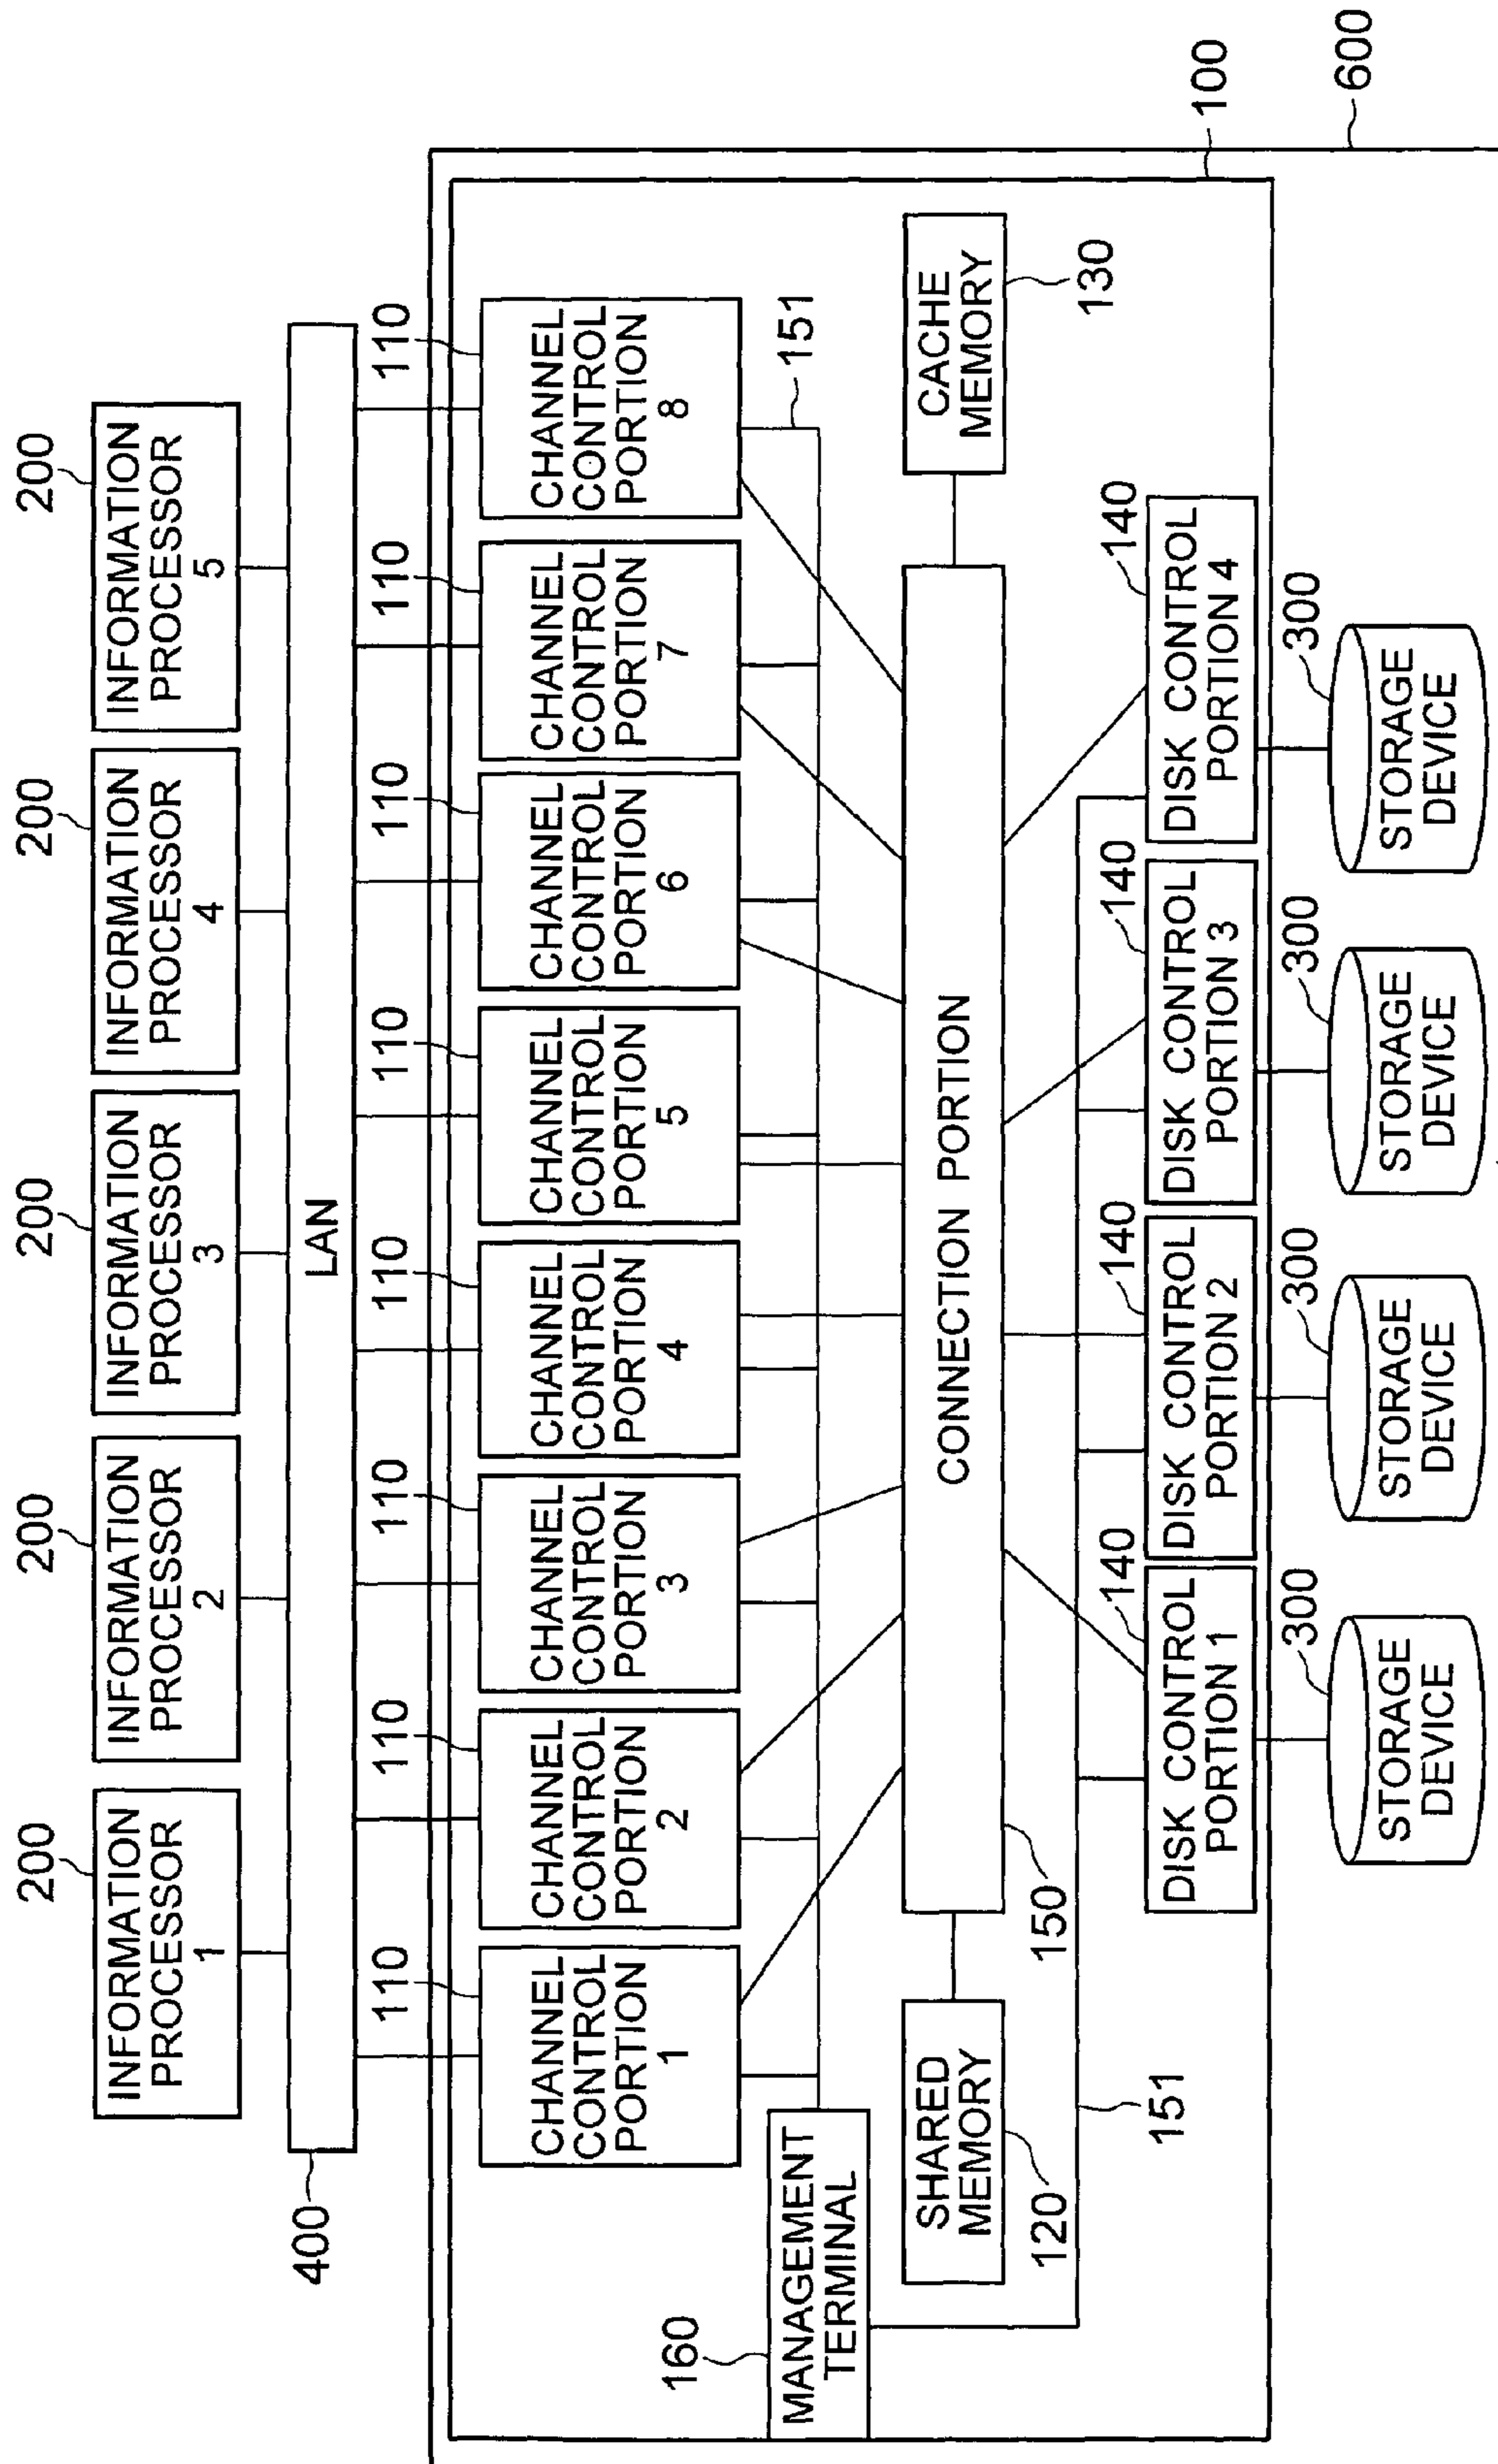 200
200
200
200
200
INFORMATION
PROCESSOR
1
INFORMATION
PROCESSOR
2
INFORMATION
PROCESSOR
3
INFORMATION
PROCESSOR
4
INFORMATION
PROCESSOR
5
400
LAN
110
110
110
110
110
110
110
110
CHANNEL
CONTROL
PORTION
1
CHANNEL
CONTROL
PORTION
2
CHANNEL
CONTROL
PORTION
3
CHANNEL
CONTROL
PORTION
4
CHANNEL
CONTROL
PORTION
5
CHANNEL
CONTROL
PORTION
6
CHANNEL
CONTROL
PORTION
7
CHANNEL
CONTROL
PORTION
8
160
MANAGEMENT
TERMINAL
151
SHARED
MEMORY
120
CONNECTION PORTION
150
CACHE
MEMORY
130
151
140
140
140
140
DISK CONTROL
PORTION 1
DISK CONTROL
PORTION 2
DISK CONTROL
PORTION 3
DISK CONTROL
PORTION 4
100
600
300
300
300
300
STORAGE
DEVICE
STORAGE
DEVICE
STORAGE
DEVICE
STORAGE
DEVICE